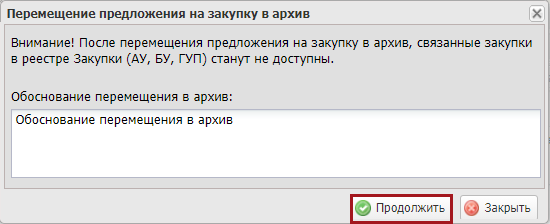 Перемещение предложения на закупку в архив
Внимание! После перемещения предложения на закупку в архив, связанные закупки
в реестре Закупки (АУ, БУ, ГУП) станут не доступны.
Обоснование перемещения в архив:
Обоснование перемещения в архив
Продолжить Закрыть